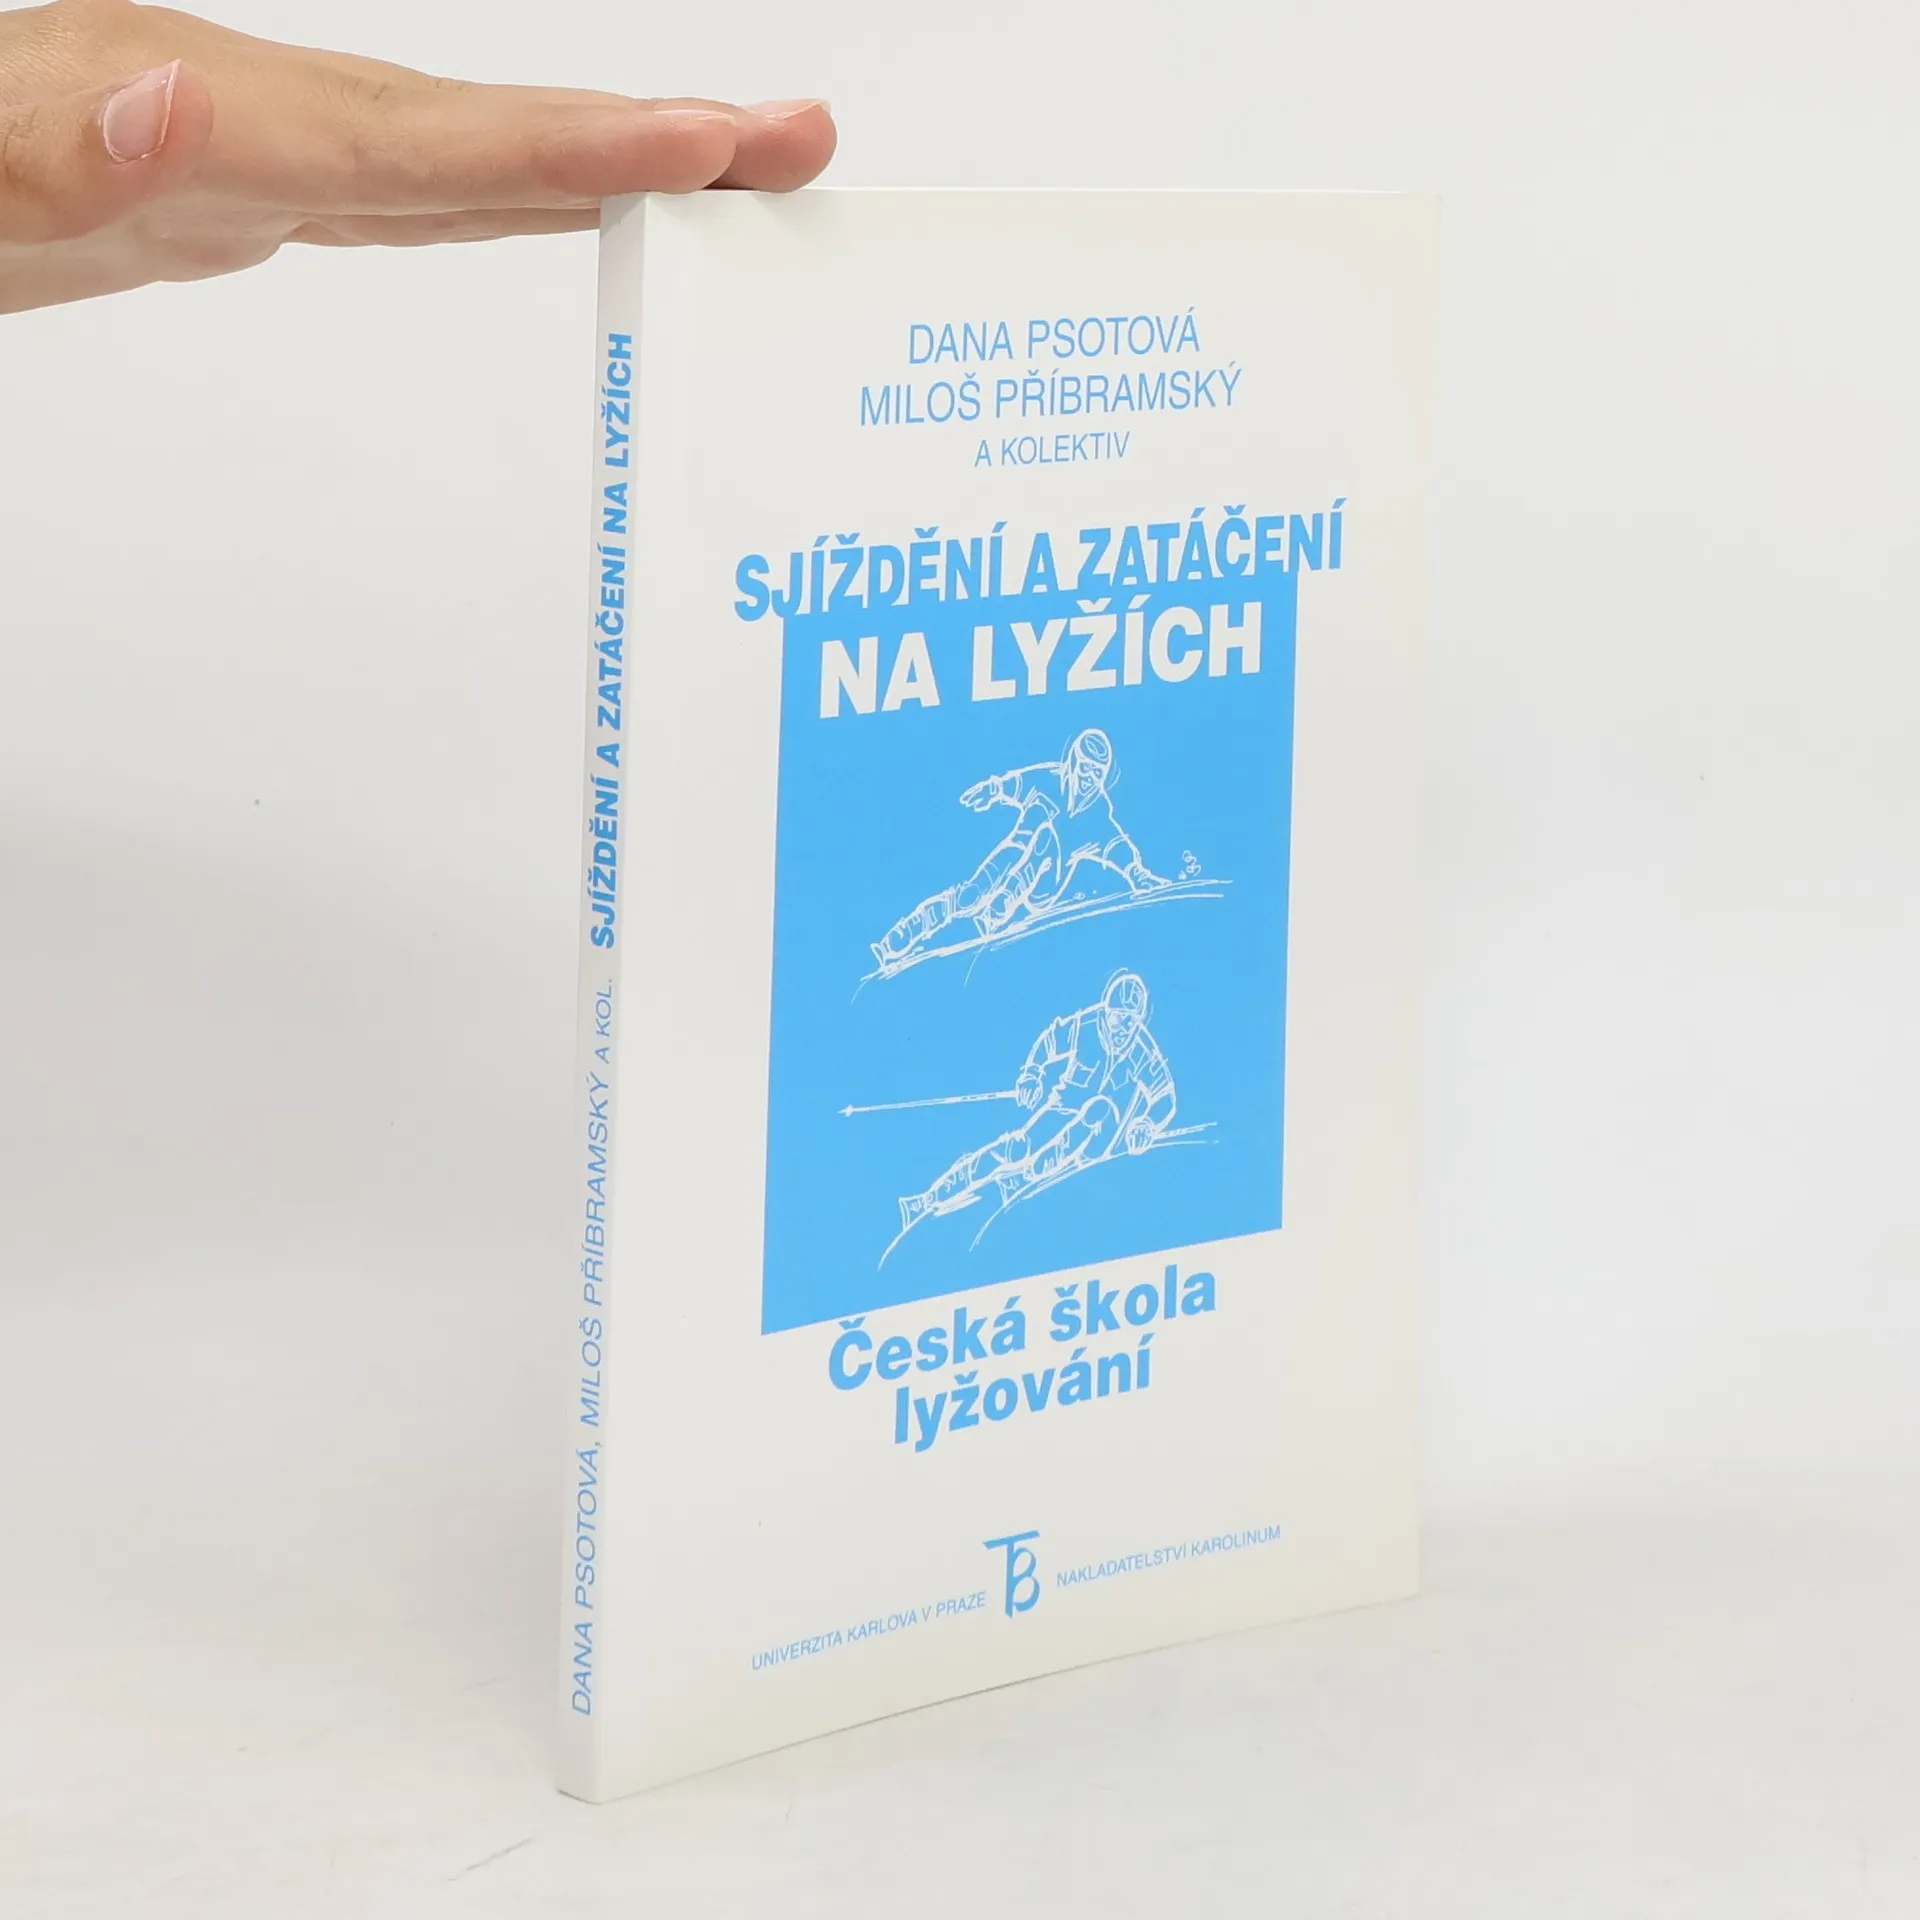 DANA PSOTOVÁ
MILOŠ PŘÍBRAMSKÝ
A KOLEKTIV
SJÍŽDĚNÍ A ZATÁČENÍ
NA LYŽÍCH
Česká škola
lyžování
UNIVERZITA KARLOVA V PRAZE
NAKLADATELSTVÍ KAROLINUM
DANA PSOTOVÁ, MILOŠ PŘÍBRAMSKÝ A KOL. SJÍŽDĚNÍ A ZATÁČENÍ NA LYŽÍCH